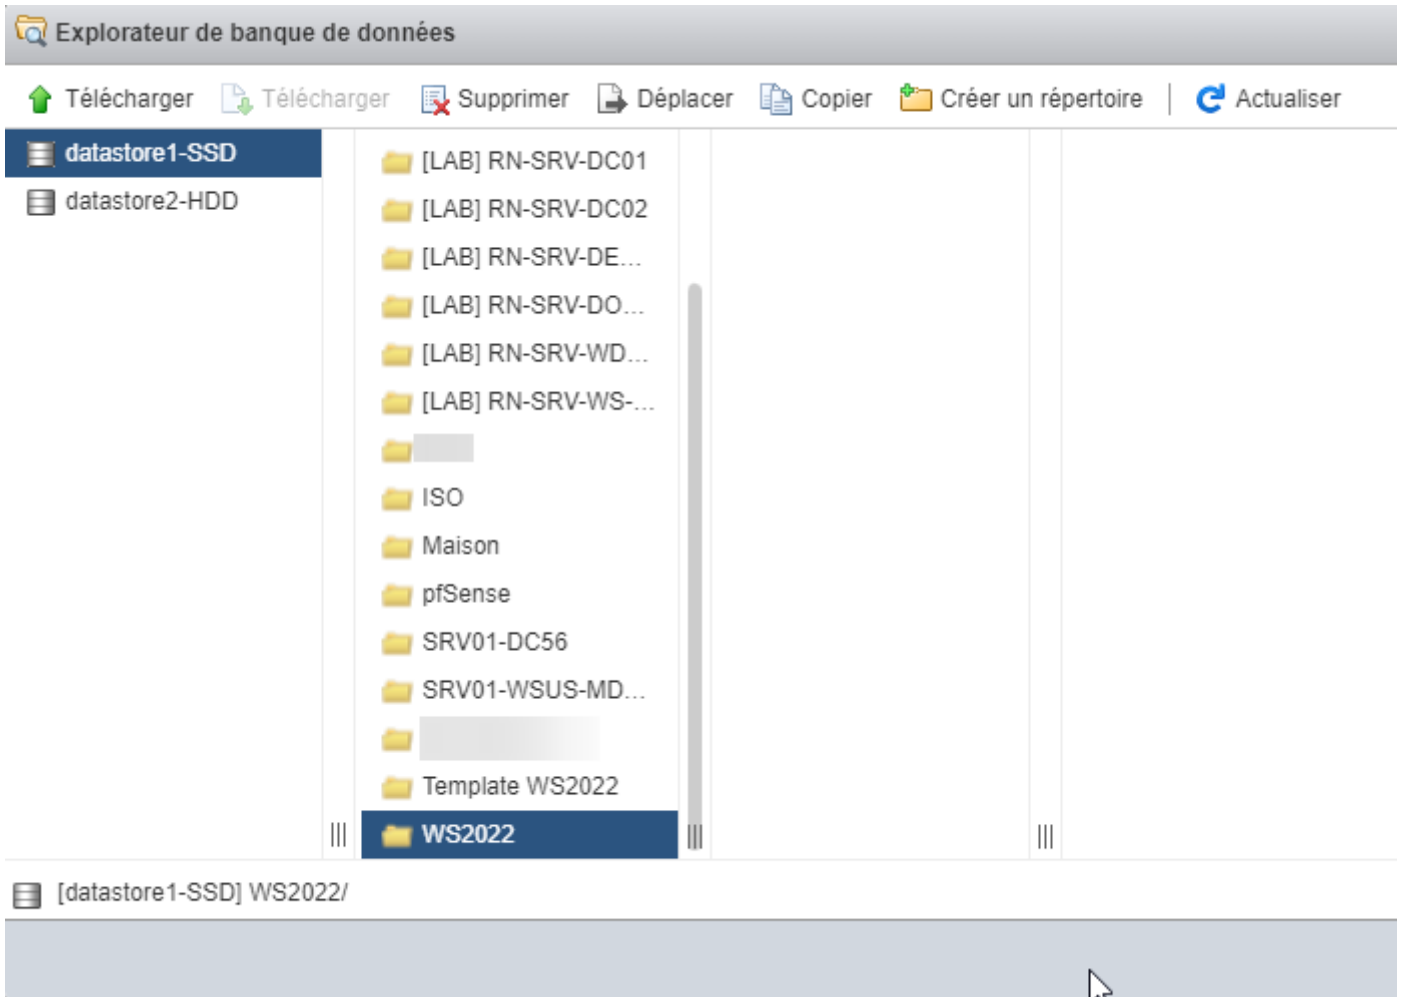 Explorateur de banque de données
Télécharger Télécharger Supprimer Déplacer Copier Créer un répertoire Actualiser
datastore1-SSD
datastore2-HDD
[LAB] RN-SRV-DC01
[LAB] RN-SRV-DC02
[LAB] RN-SRV-DE...
[LAB] RN-SRV-DO...
[LAB] RN-SRV-WD...
[LAB] RN-SRV-WS-...
ISO
Maison
pfSense
SRV01-DC56
SRV01-WSUS-MD...
Template WS2022
WS2022
[datastore1-SSD] WS2022/